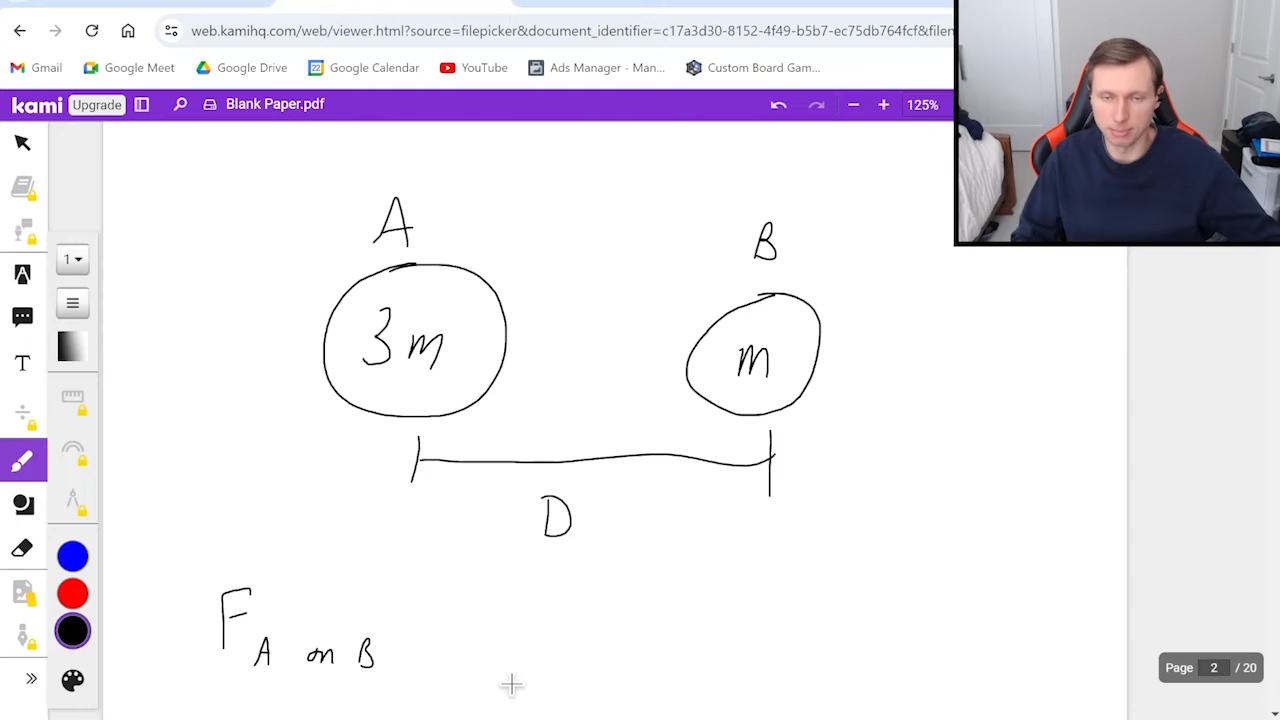 web.kamihq.com/web/viewer.html?source=filepicker&document_identifier=c17a3d30-8152-4f49-b5b7-ec75db764fcf&filen
Gmail Google Meet Google Drive 22 Google Calendar YouTube Ads Manager - Man... Custom Board Gam...
kami Upgrade Blank Paper.pdf 125%
A
B
1
3m
m
T
D
F A on B
Page 2 / 20